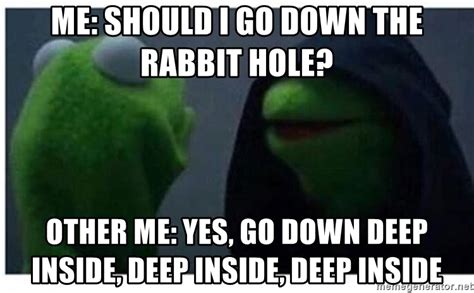 ME: SHOULD I GO DOWN THE
RABBIT HOLE?
OTHER ME: YES, GO DOWN DEEP
INSIDE, DEEP INSIDE, DEEP INSIDE
memegenerator.net